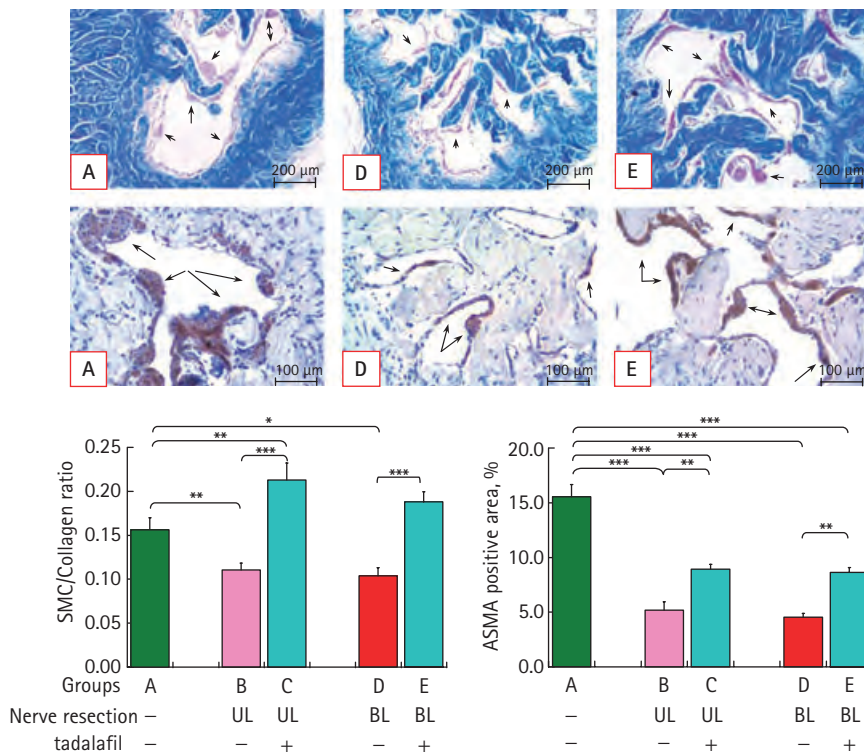 A
200 µm
D
200 µm
E
200 µm
A
100 µm
D
100 µm
E
100 µm
SMC/Collagen ratio
0.25
0.20
0.15
0.10
0.05
0.00
*
**
***
**
***
ASMA positive area, %
20.0
15.0
10.0
5.0
0.0
***
***
***
***
**
**
Groups A B C D E
Nerve resection – UL UL BL BL
tadalafil – – + – +
A B C D E
– UL UL BL BL
– – + – +